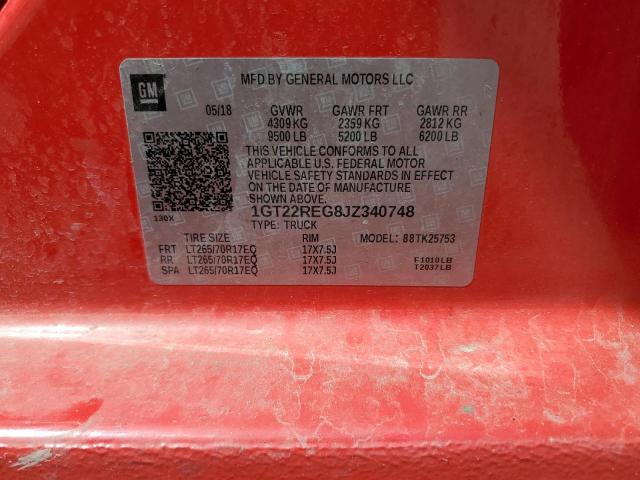 GM
MFD BY GENERAL MOTORS LLC
05/18 GVWR GAWR FRT GAWR RR
4309 KG 2359 KG 2812 KG
9500 LB 5200 LB 6200 LB
THIS VEHICLE CONFORMS TO ALL
APPLICABLE U.S. FEDERAL MOTOR
VEHICLE SAFETY STANDARDS IN EFFECT
ON THE DATE OF MANUFACTURE
SHOWN ABOVE.
130X
1GT22REG8JZ340748
TYPE: TRUCK
TIRE SIZE RIM MODEL: 88TK25753
FRT LT265/70R17EQ 17X7.5J
RR LT265/70R17EQ 17X7.5J F1010LB
SPA LT265/70R17EQ 17X7.5J T2037LB